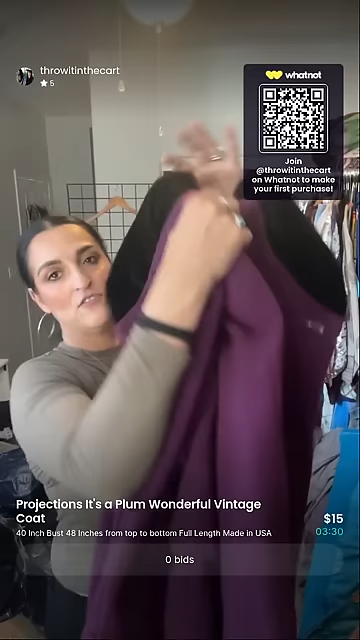 throwitinthecart
5
whatnot
Join
@throwitinthecart
on Whatnot to make
your first purchase!
Projections It's a Plum Wonderful Vintage
Coat
$15
40 Inch Bust 48 Inches from top to bottom Full Length Made in USA
03:30
0 bids